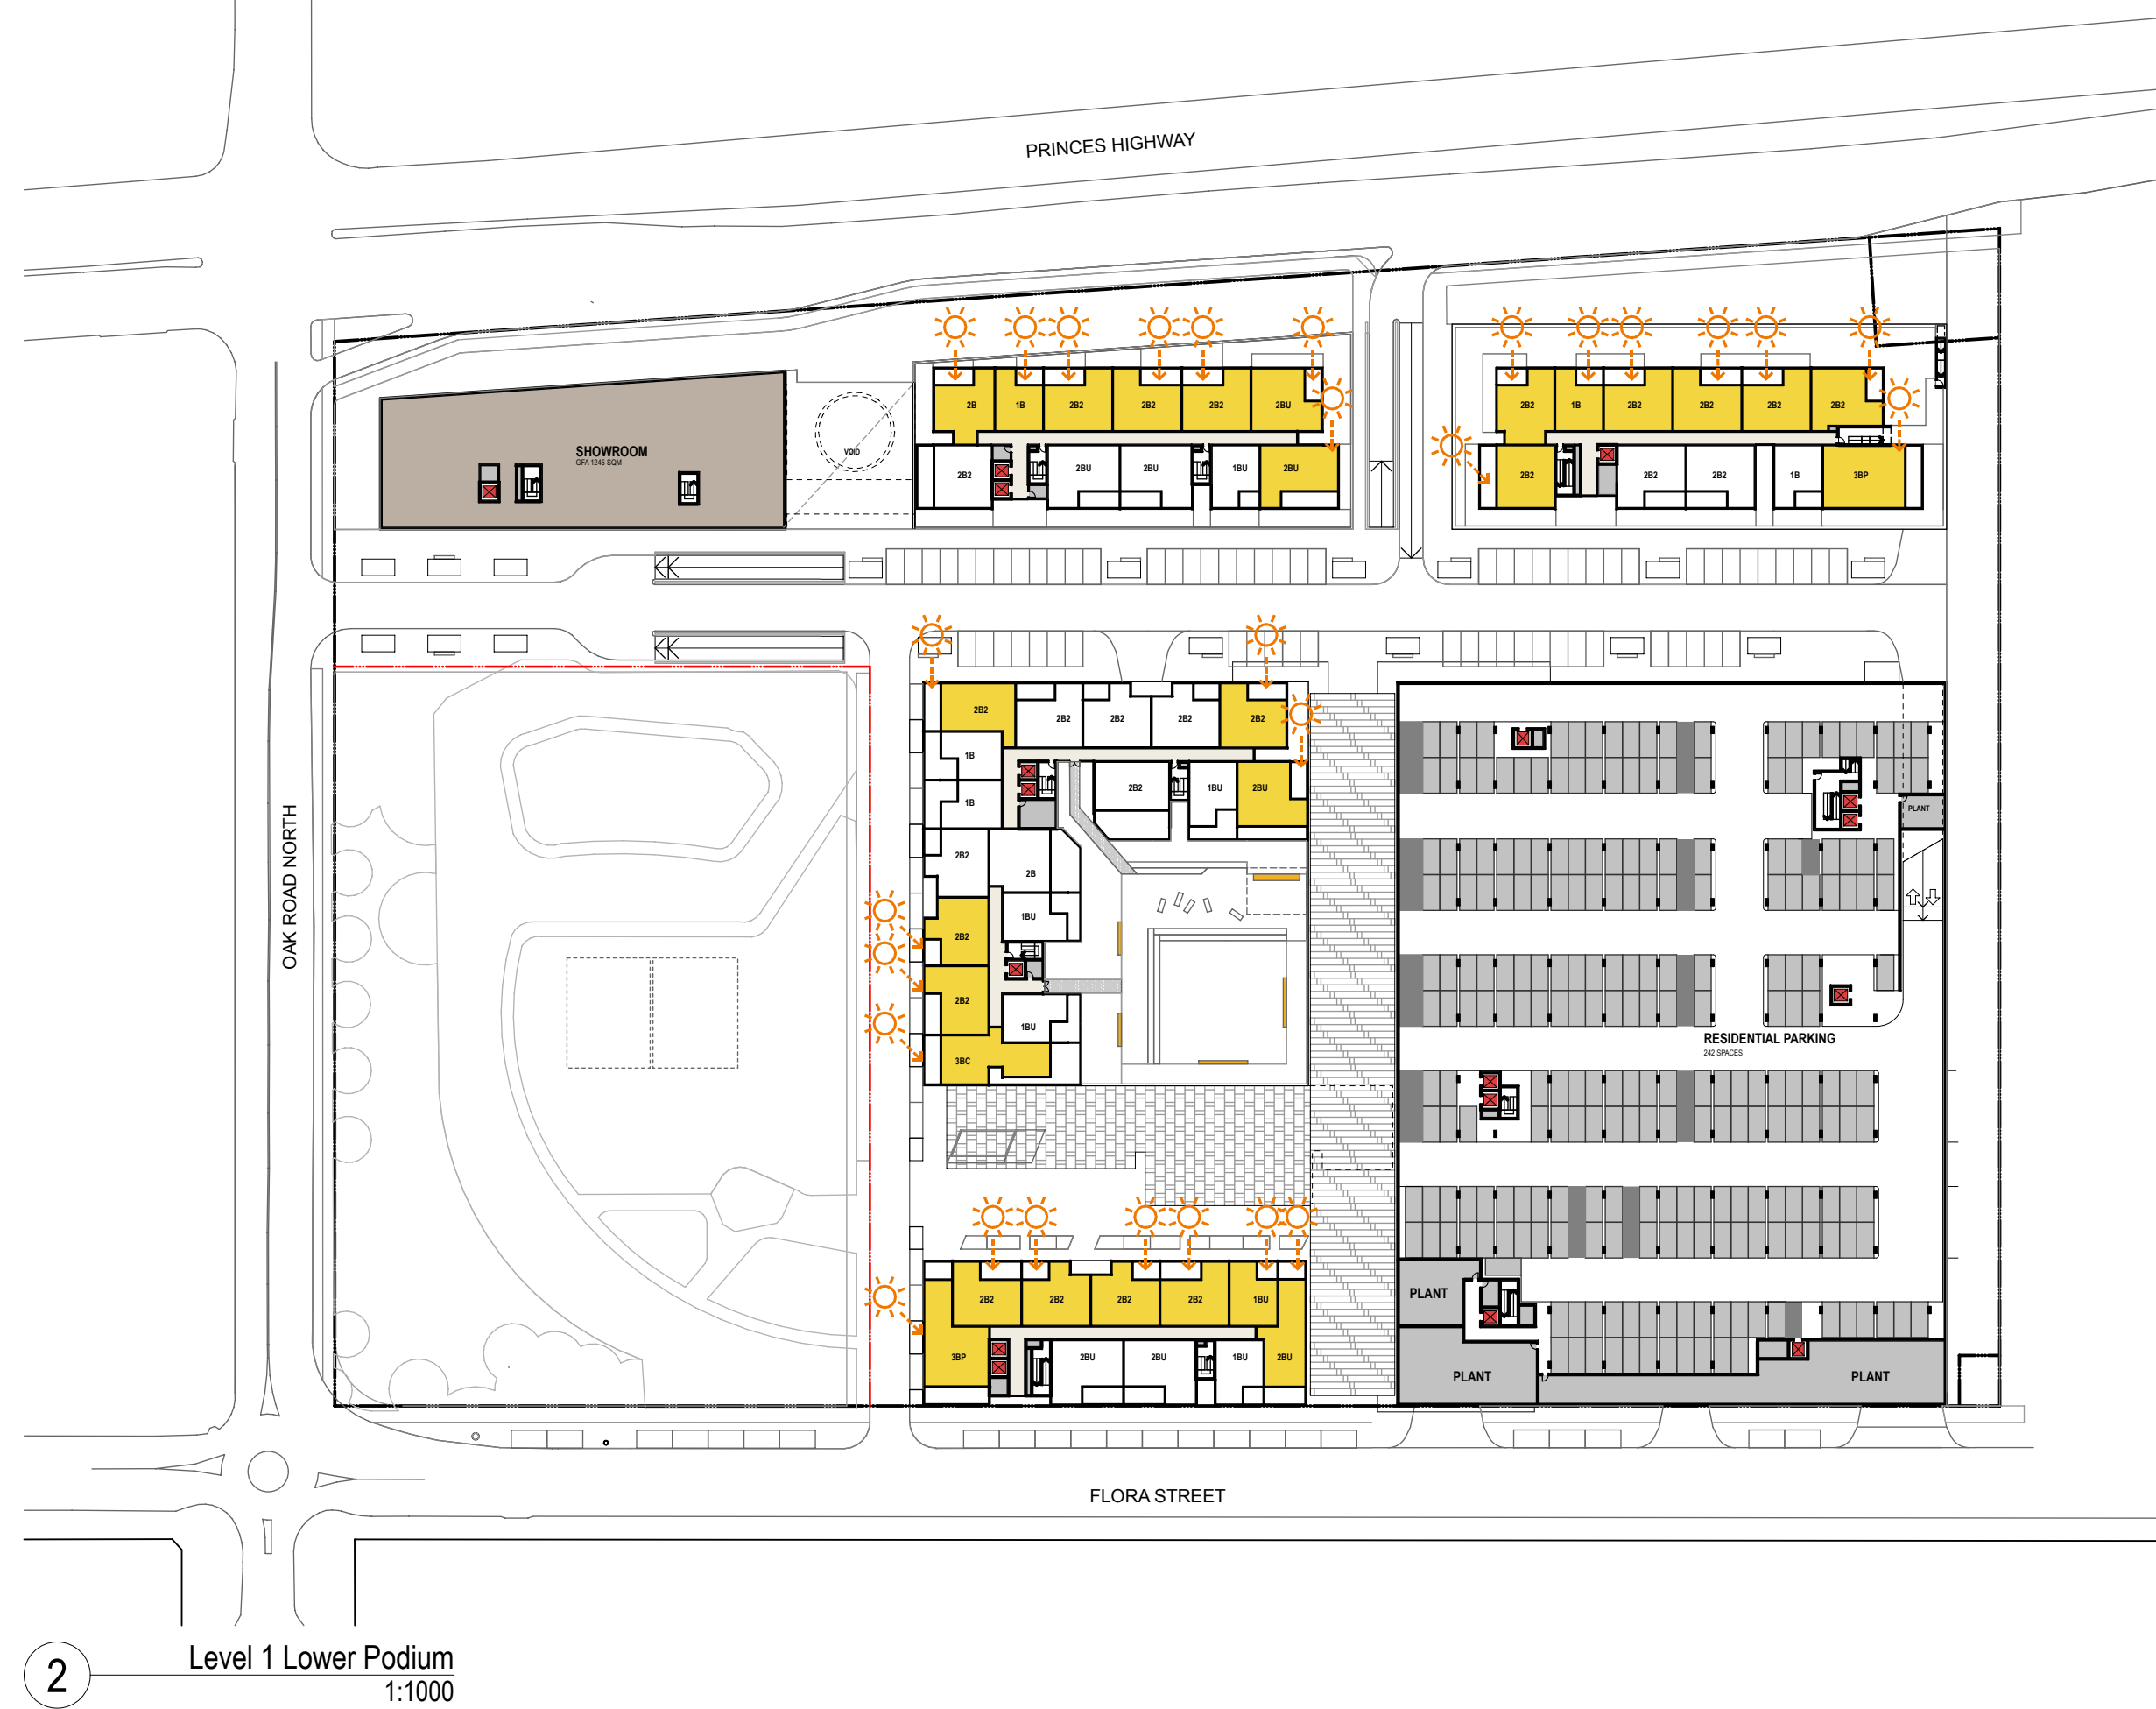 PRINCES HIGHWAY
2B
1B
2B2
2B2
2B2
2BU
2B2
1B
2B2
2B2
2B2
2B2
SHOWROOM
GFA 1245 SQM
VOID
2B2
2BU
2BU
1BU
2BU
2B2
2B2
2B2
1B
3BP
2B2
2B2
2B2
2B2
2B2
1B
2B2
1BU
2BU
1B
PLANT
OAK ROAD NORTH
2B2
2B
1BU
2B2
2B2
1BU
3BC
RESIDENTIAL PARKING
242 SPACES
2B2
2B2
2B2
2B2
1BU
PLANT
3BP
2BU
2BU
1BU
2BU
PLANT
PLANT
FLORA STREET
2
Level 1 Lower Podium
1:1000